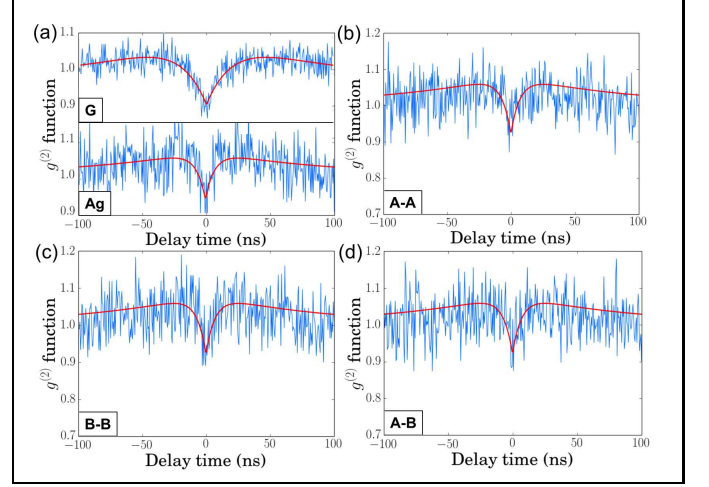 (a)
1.1
1.0
0.9
G
1.1
1.0
0.9
Ag
−100 −50 0 50 100
Delay time (ns)
g(2) function
(b)
1.2
1.1
1.0
0.9
0.8
0.7
A-A
−100 −50 0 50 100
Delay time (ns)
g(2) function
(c)
1.2
1.1
1.0
0.9
0.8
0.7
B-B
−100 −50 0 50 100
Delay time (ns)
g(2) function
(d)
1.2
1.1
1.0
0.9
0.8
0.7
A-B
−100 −50 0 50 100
Delay time (ns)
g(2) function